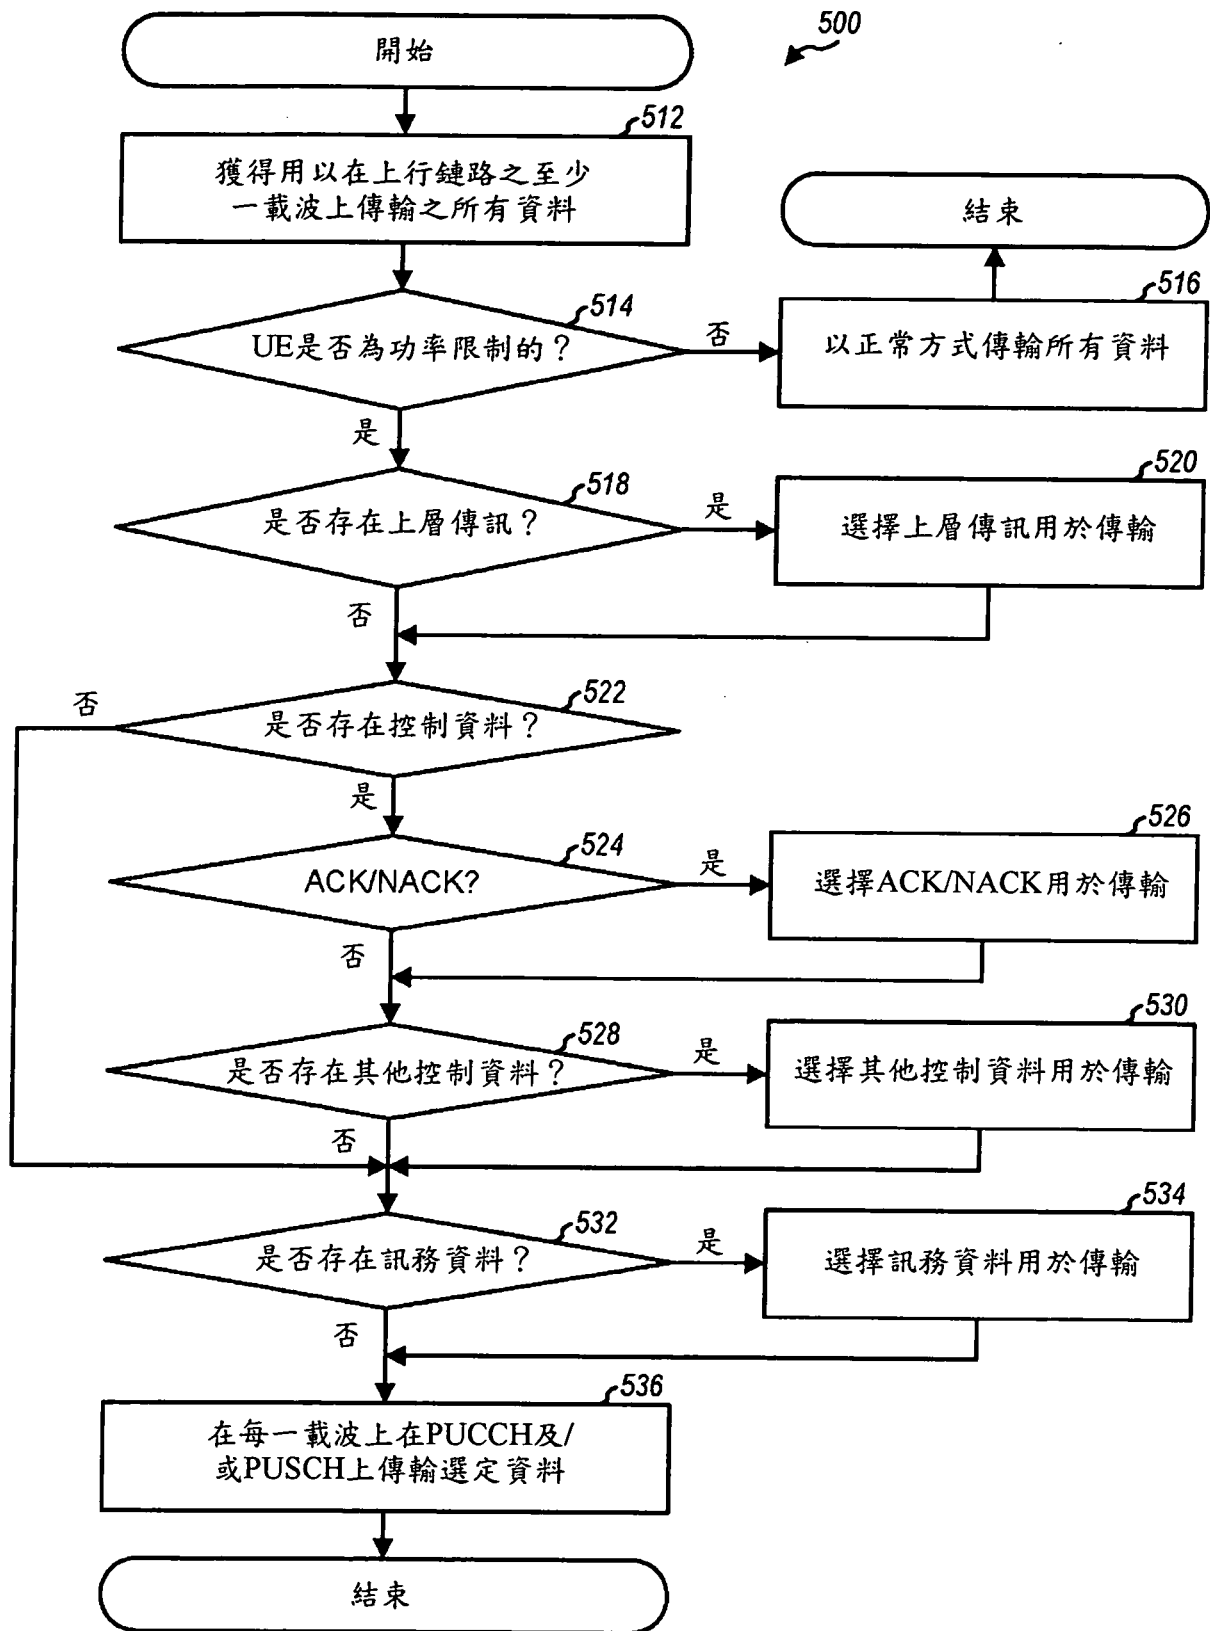 500
開始
512
獲得用以在上行鏈路之至少
一載波上傳輸之所有資料
結束
514
UE是否為功率限制的？
否
516
以正常方式傳輸所有資料
是
518
是否存在上層傳訊？
是
520
選擇上層傳訊用於傳輸
否
522
否
是否存在控制資料？
是
524
ACK/NACK?
是
526
選擇ACK/NACK用於傳輸
否
528
是否存在其他控制資料？
是
530
選擇其他控制資料用於傳輸
否
532
是否存在訊務資料？
是
534
選擇訊務資料用於傳輸
否
536
在每一載波上在PUCCH及/
或PUSCH上傳輸選定資料
結束